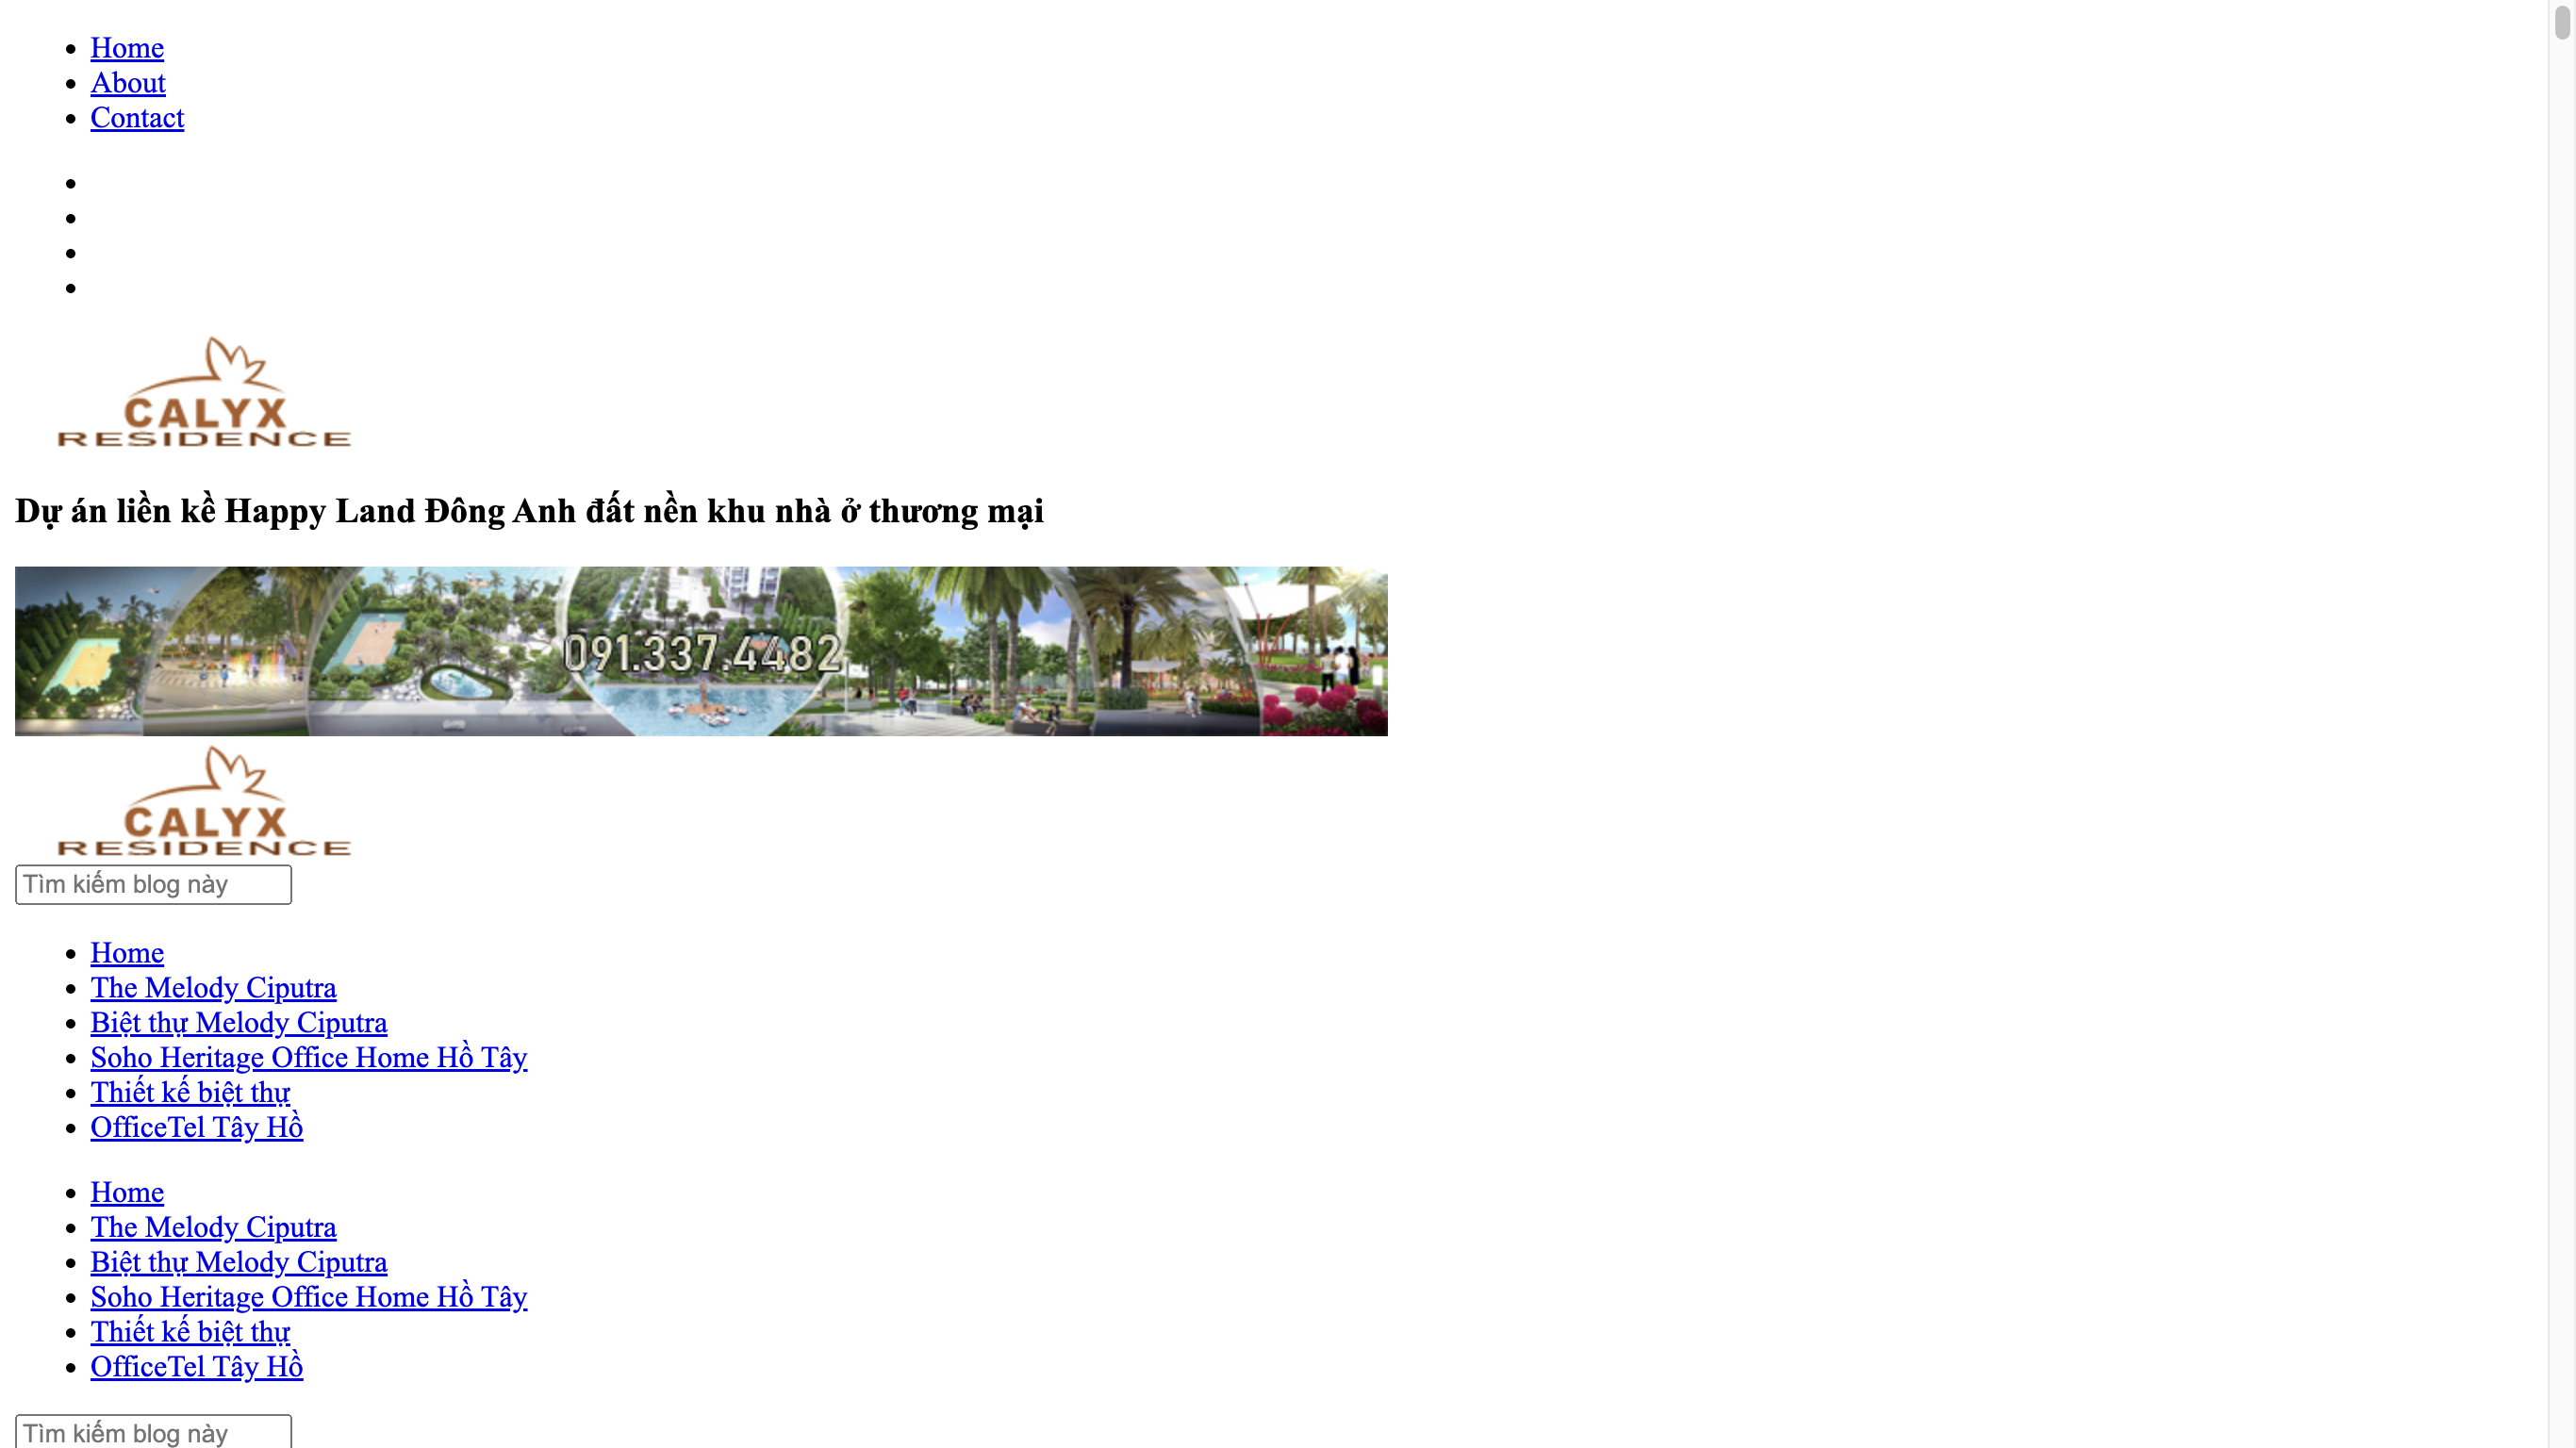 Home
About
Contact
CALYX
RESIDENCE
Dự án liền kề Happy Land Đông Anh đất nền khu nhà ở thương mại
091.337.4482
CALYX
RESIDENCE
Tìm kiếm blog này
Home
The Melody Ciputra
Biệt thự Melody Ciputra
Soho Heritage Office Home Hồ Tây
Thiết kế biệt thự
OfficeTel Tây Hồ
Home
The Melody Ciputra
Biệt thự Melody Ciputra
Soho Heritage Office Home Hồ Tây
Thiết kế biệt thự
OfficeTel Tây Hồ
Tìm kiếm blog này